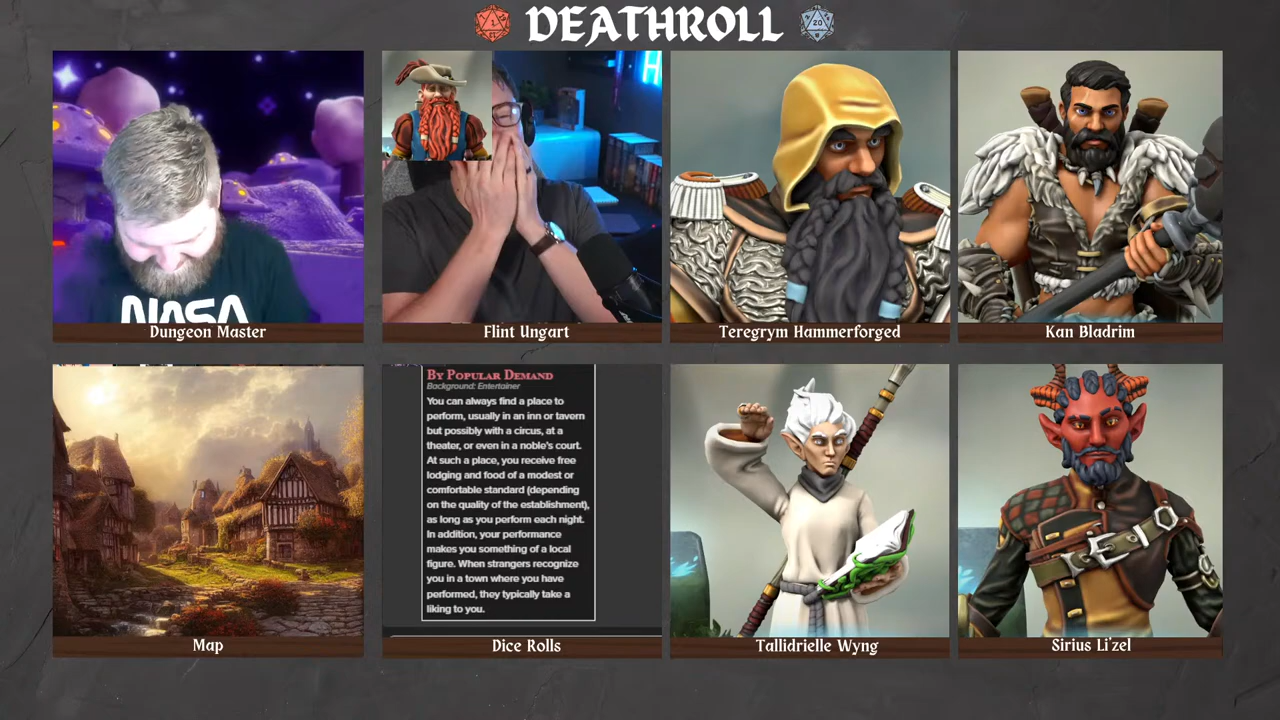 DEATHROLL
1
20
NASA
H
Dungeon Master
Flint Ungart
Teregrym Hammerforged
Kan Bladrim
By Popular Demand
Background: Entertainer
You can always find a place to
perform, usually in an inn or tavern
but possibly with a circus, at a
theater, or even in a noble's court.
At such a place, you receive free
lodging and food of a modest or
comfortable standard (depending
on the quality of the establishment),
as long as you perform each night.
In addition, your performance
makes you something of a local
figure. When strangers recognize
you in a town where you have
performed, they typically take a
liking to you.
Map
Dice Rolls
Tallidrielle Wyng
Sirius Li'zel